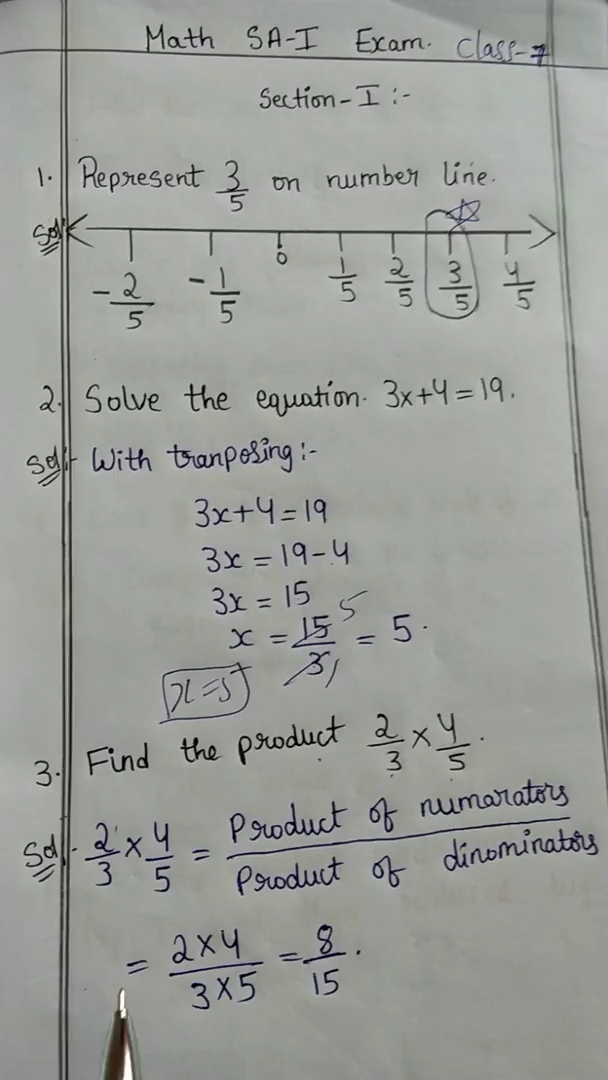 Math SA-I Exam. Class-7
Section-I :-
1. Represent 3/5 on number line.
Sol:
-2/5 -1/5 0 1/5 2/5 3/5 4/5
2. Solve the equation. 3x+4=19.
Sol:- With tranposing:-
3x+4=19
3x = 19-4
3x = 15
x = 15/3 = 5.
5
1
x=5
3. Find the product 2/3 × 4/5.
Sol:- 2/3 × 4/5 = Product of numarators / Product of dinominators
= 2×4 / 3×5 = 8/15.